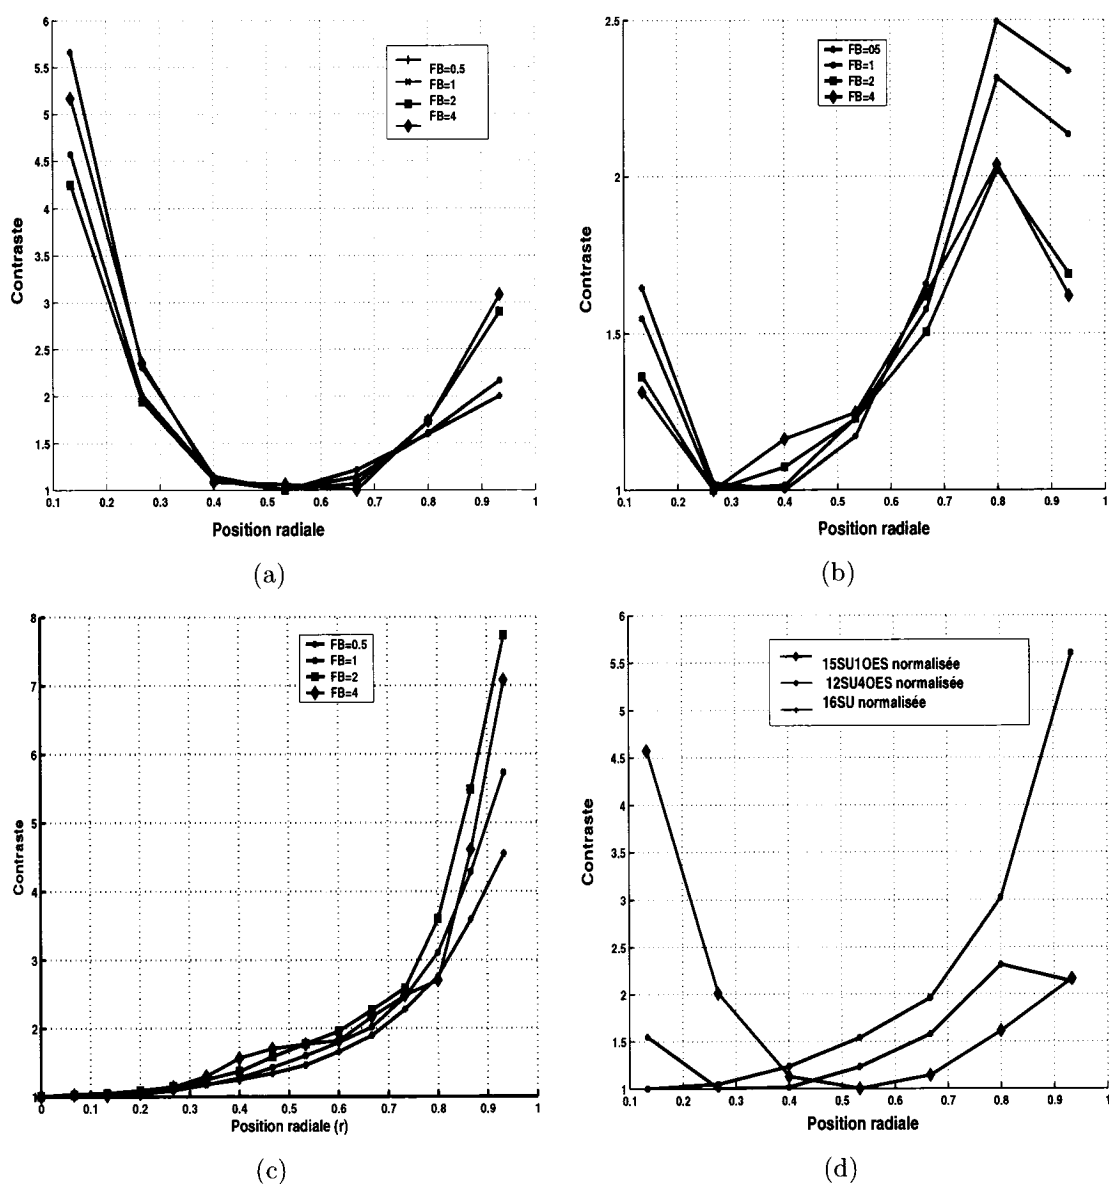 6
5.5
5
4.5
4
3.5
3
2.5
2
1.5
1
Contraste
FB=0.5
FB=1
FB=2
FB=4
0.1 0.2 0.3 0.4 0.5 0.6 0.7 0.8 0.9 1
Position radiale
(a)
2.5
2
1.5
1
Contraste
FB=05
FB=1
FB=2
FB=4
0.1 0.2 0.3 0.4 0.5 0.6 0.7 0.8 0.9 1
Position radiale
(b)
8
7
6
5
4
3
2
Contraste
FB=0.5
FB=1
FB=2
FB=4
0 0.1 0.2 0.3 0.4 0.5 0.6 0.7 0.8 0.9 1
Position radiale (r)
(c)
6
5.5
5
4.5
4
3.5
3
2.5
2
1.5
1
Contraste
15SU1OES normalisée
12SU4OES normalisée
16SU normalisée
0.1 0.2 0.3 0.4 0.5 0.6 0.7 0.8 0.9 1
Position radiale
(d)